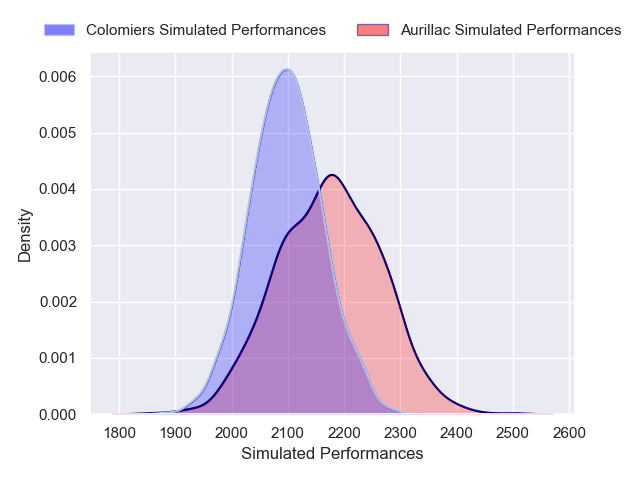 Colomiers Simulated Performances Aurillac Simulated Performances
0.006
0.005
0.004
0.003
0.002
0.001
0.000
Density
1800 1900 2000 2100 2200 2300 2400 2500 2600
Simulated Performances